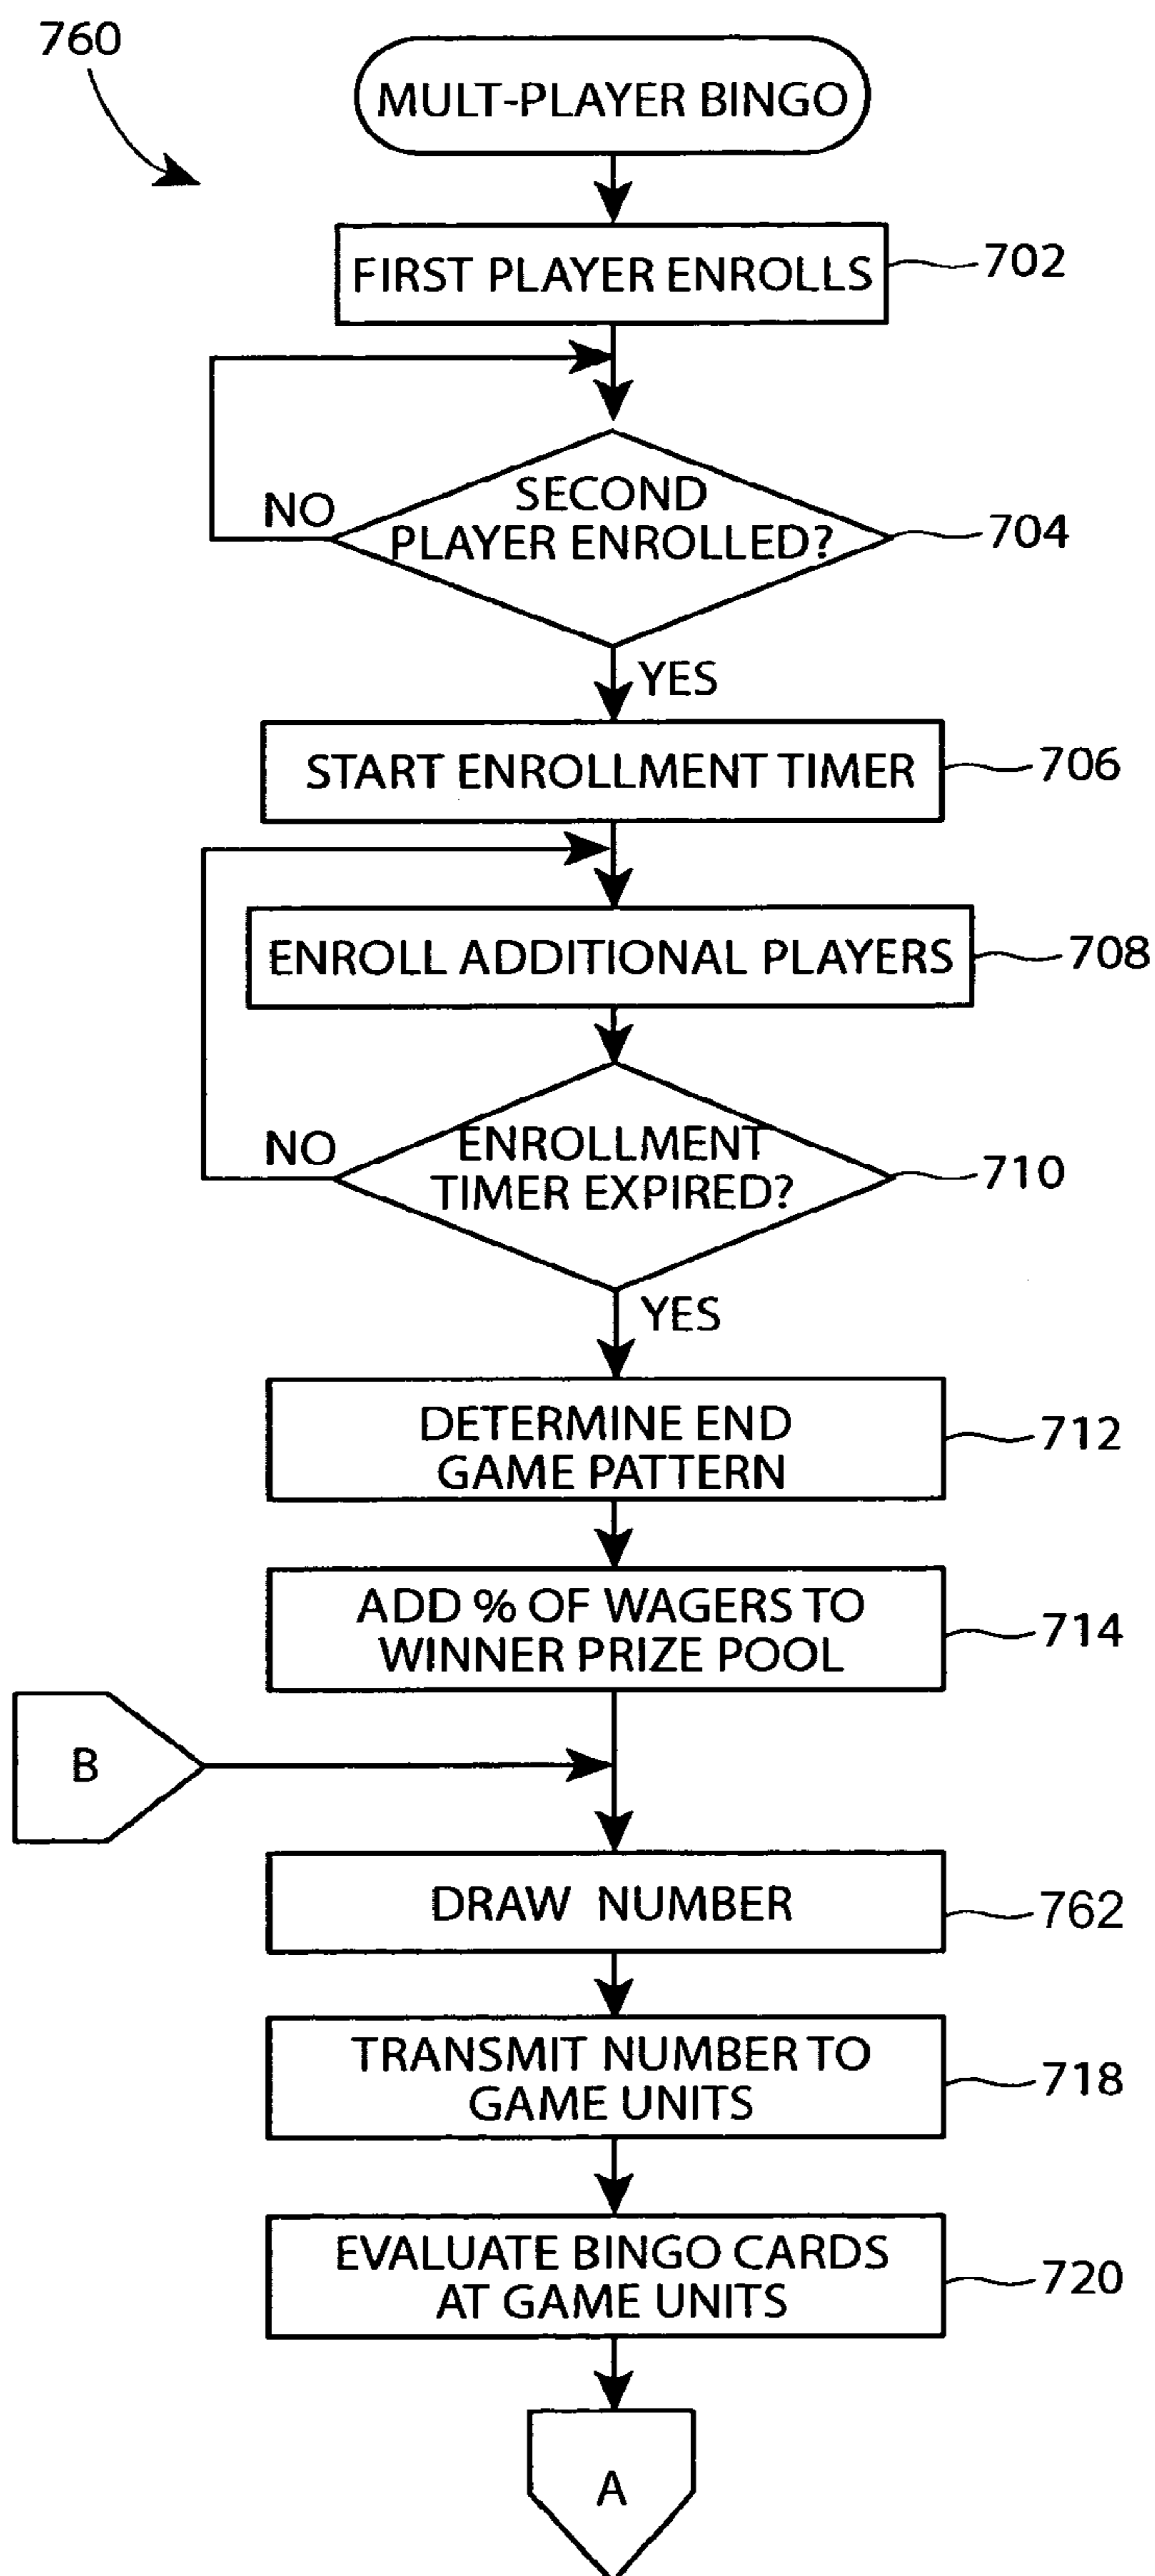 760
MULT-PLAYER BINGO
FIRST PLAYER ENROLLS
702
SECOND
PLAYER ENROLLED?
NO
704
YES
START ENROLLMENT TIMER
706
ENROLL ADDITIONAL PLAYERS
708
ENROLLMENT
TIMER EXPIRED?
NO
710
YES
DETERMINE END
GAME PATTERN
712
ADD % OF WAGERS TO
WINNER PRIZE POOL
714
B
DRAW NUMBER
762
TRANSMIT NUMBER TO
GAME UNITS
718
EVALUATE BINGO CARDS
AT GAME UNITS
720
A